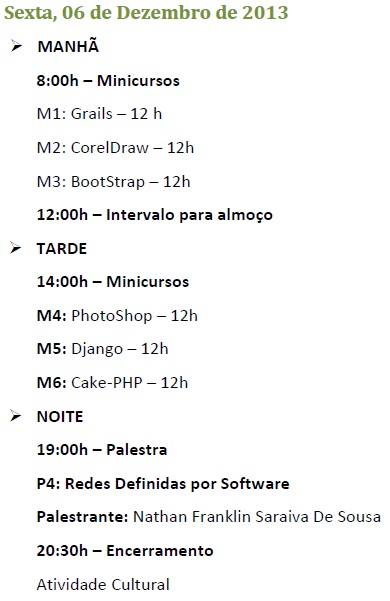 Sexta, 06 de Dezembro de 2013
➢ MANHÃ
8:00h – Minicursos
M1: Grails – 12 h
M2: CorelDraw – 12h
M3: BootStrap – 12h
12:00h – Intervalo para almoço
➢ TARDE
14:00h – Minicursos
M4: PhotoShop – 12h
M5: Django – 12h
M6: Cake-PHP – 12h
➢ NOITE
19:00h – Palestra
P4: Redes Definidas por Software
Palestrante: Nathan Franklin Saraiva De Sousa
20:30h – Encerramento
Atividade Cultural